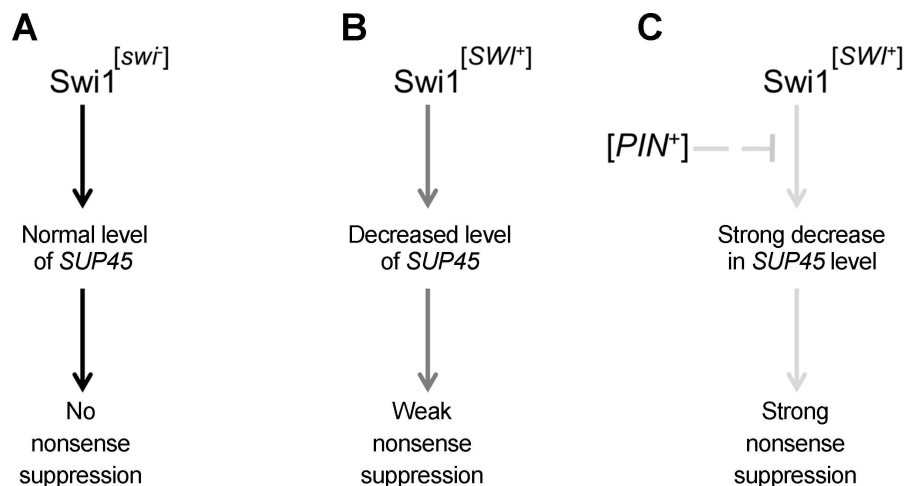 A
Swi1[swi-]
Normal level
of SUP45
No
nonsense
suppression
B
Swi1[SWI+]
Decreased level
of SUP45
Weak
nonsense
suppression
C
Swi1[SWI+]
[PIN+]
Strong decrease
in SUP45 level
Strong
nonsense
suppression